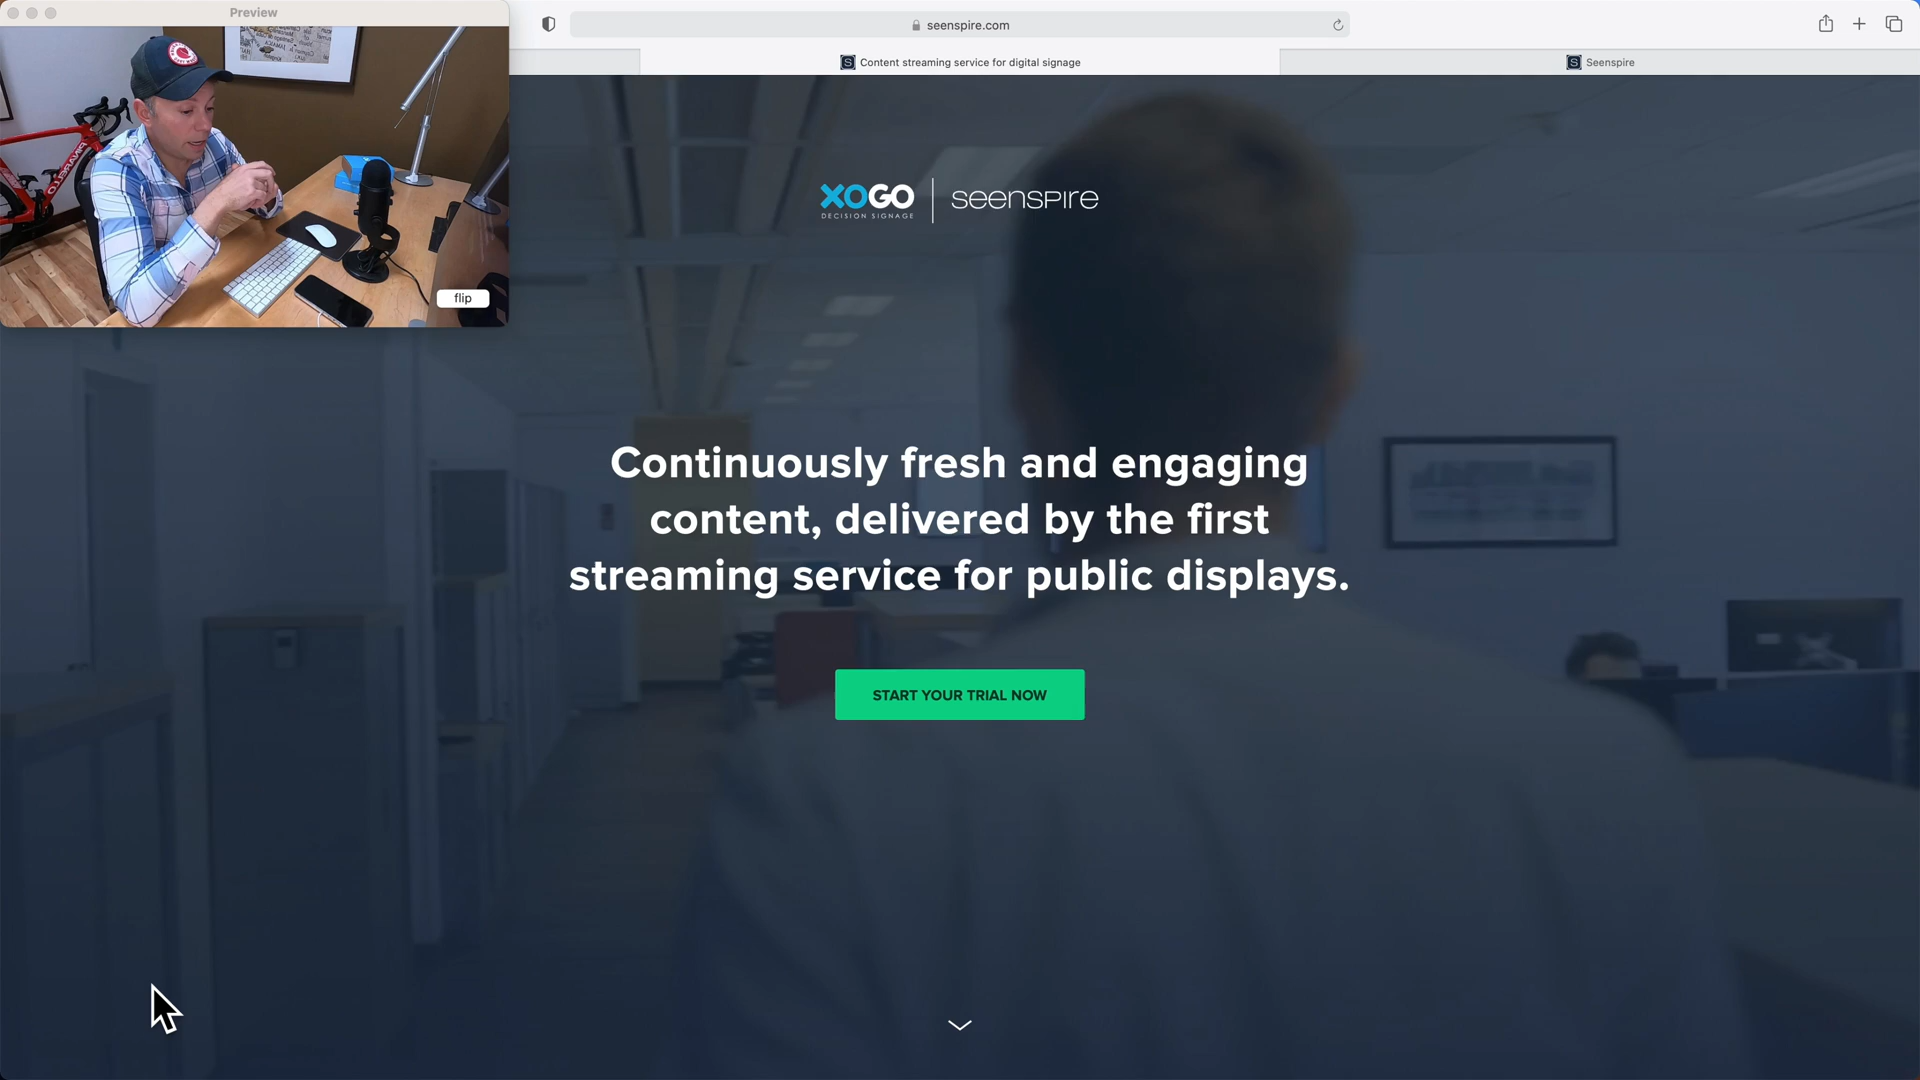 Preview
seenspire.com
Content streaming service for digital signage
Seenspire
PINARELLO
flip
XOGO
DECISION SIGNAGE
seenspire
Continuously fresh and engaging
content, delivered by the first
streaming service for public displays.
START YOUR TRIAL NOW